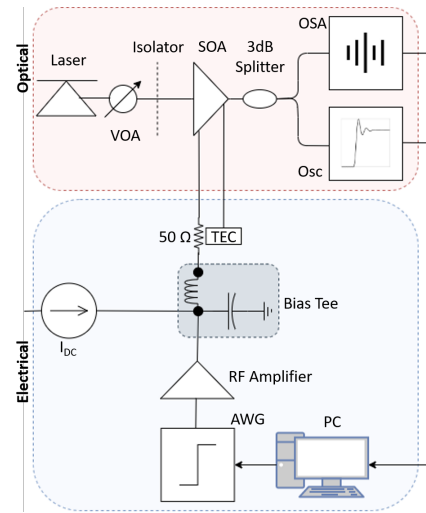 Optical
Laser
VOA
Isolator
SOA
3dB
Splitter
OSA
Osc
50 Ω
TEC
Bias Tee
I_DC
Electrical
RF Amplifier
AWG
PC